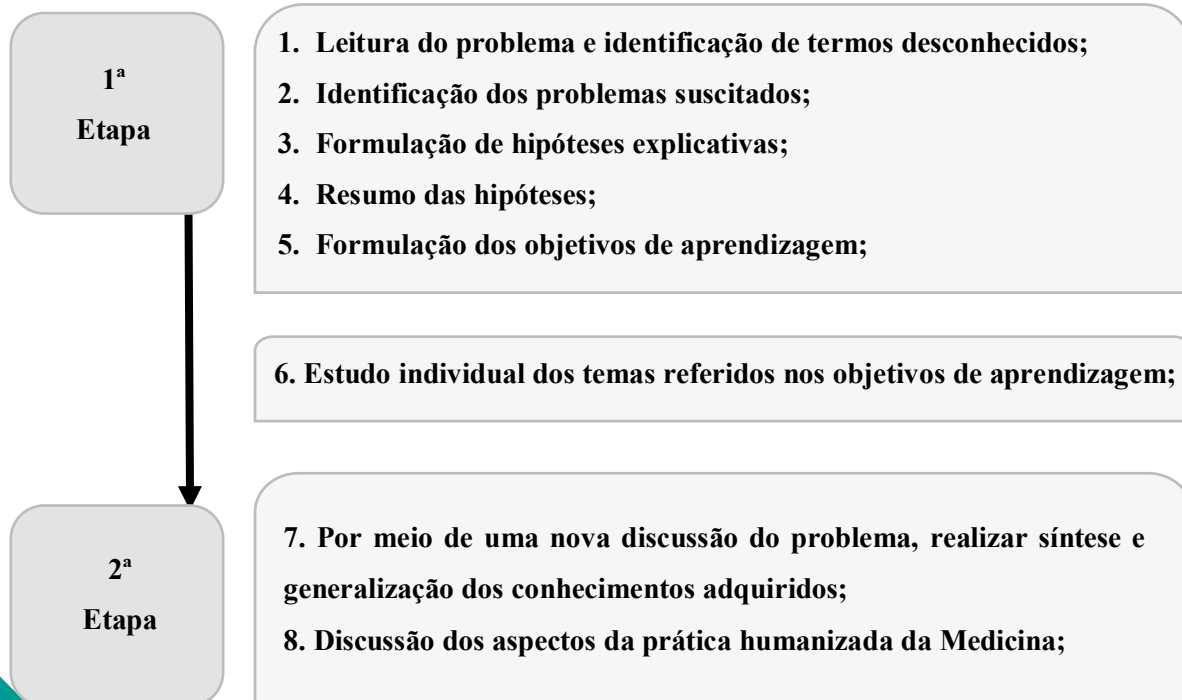 1ª
Etapa
1. Leitura do problema e identificação de termos desconhecidos;
2. Identificação dos problemas suscitados;
3. Formulação de hipóteses explicativas;
4. Resumo das hipóteses;
5. Formulação dos objetivos de aprendizagem;
6. Estudo individual dos temas referidos nos objetivos de aprendizagem;
2ª
Etapa
7. Por meio de uma nova discussão do problema, realizar síntese e
generalização dos conhecimentos adquiridos;
8. Discussão dos aspectos da prática humanizada da Medicina;